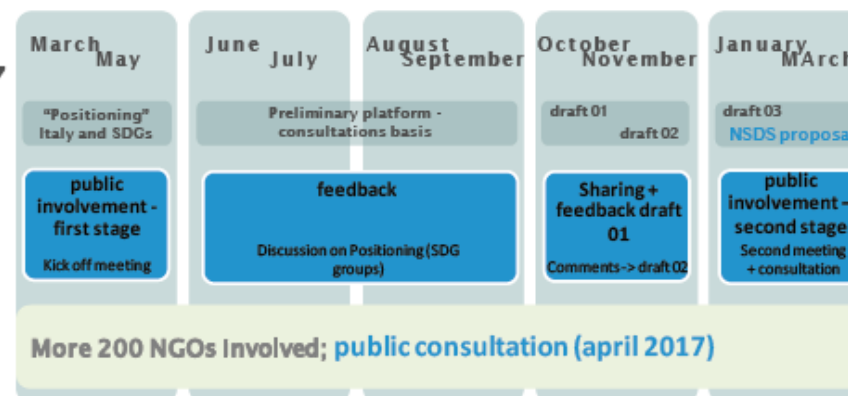 March
May
June
July
August
September
October
November
January
MArch
"Positioning"
Italy and SDGs
Preliminary platform -
consultations basis
draft 01
draft 02
draft 03
NSDS proposa
public
involvement -
first stage
Kick off meeting
feedback
Discussion on Positioning (SDG
groups)
Sharing +
feedback draft
01
Comments-> draft 02
public
involvement –
second stage
Second meeting
+ consultation
More 200 NGOs Involved; public consultation (april 2017)